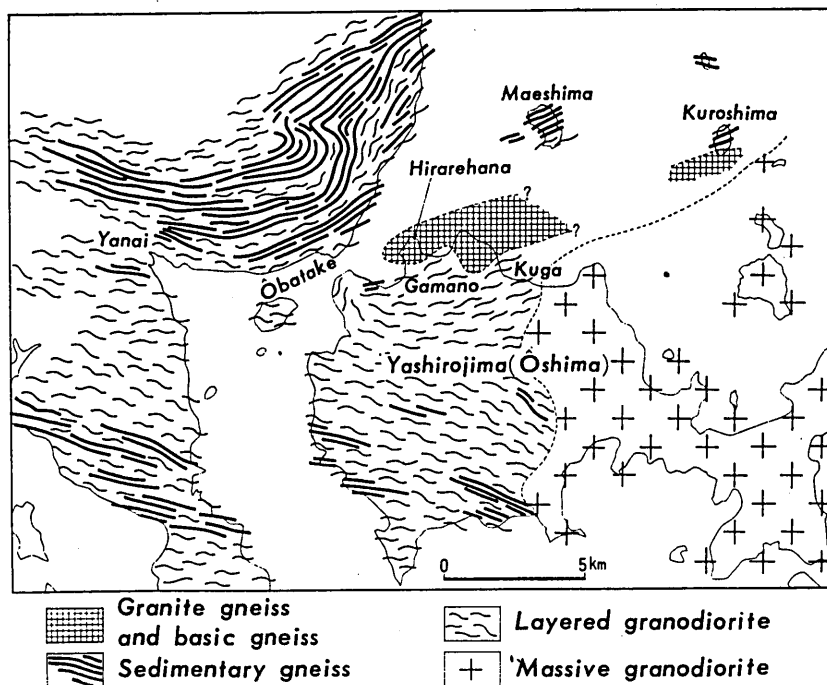 Maeshima
Kuroshima
Hirarehana
?
?
Yanai
Ôbatake
Gamano
Kuga
Yashirojima (Ôshima)
0 5km
Granite gneiss
and basic gneiss
Sedimentary gneiss
Layered granodiorite
Massive granodiorite